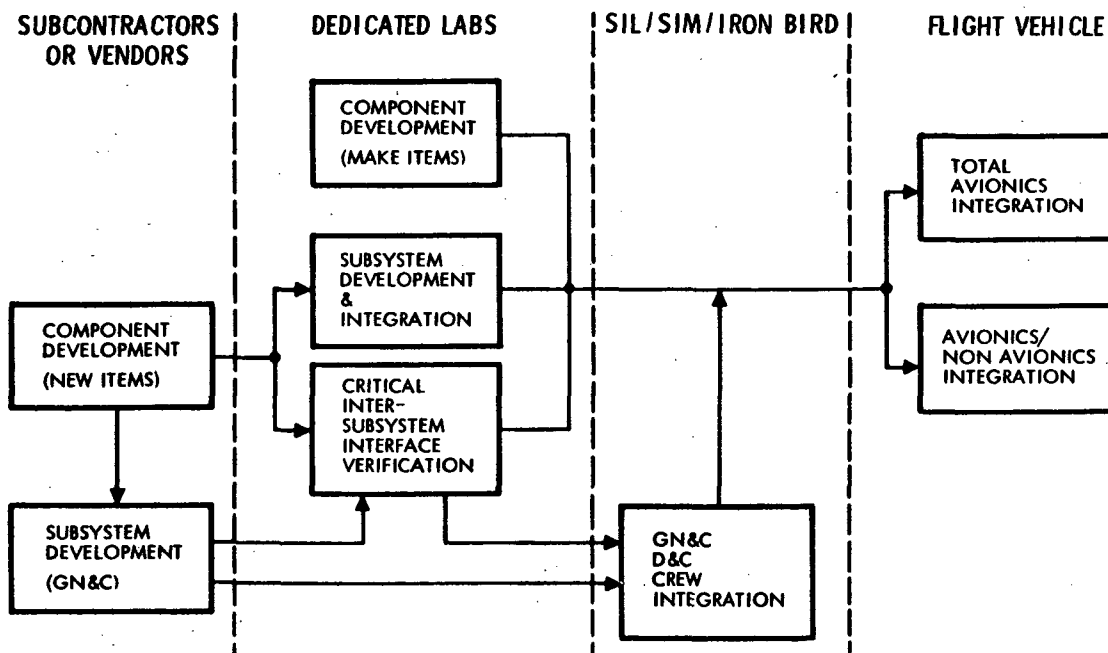 SUBCONTRACTORS
OR VENDORS
DEDICATED LABS
SIL/SIM/IRON BIRD
FLIGHT VEHICLE
COMPONENT
DEVELOPMENT
(MAKE ITEMS)
SUBSYSTEM
DEVELOPMENT
&
INTEGRATION
COMPONENT
DEVELOPMENT
(NEW ITEMS)
CRITICAL
INTER-
SUBSYSTEM
INTERFACE
VERIFICATION
SUBSYSTEM
DEVELOPMENT
(GN&C)
GN&C
D&C
CREW
INTEGRATION
TOTAL
AVIONICS
INTEGRATION
AVIONICS/
NON AVIONICS
INTEGRATION